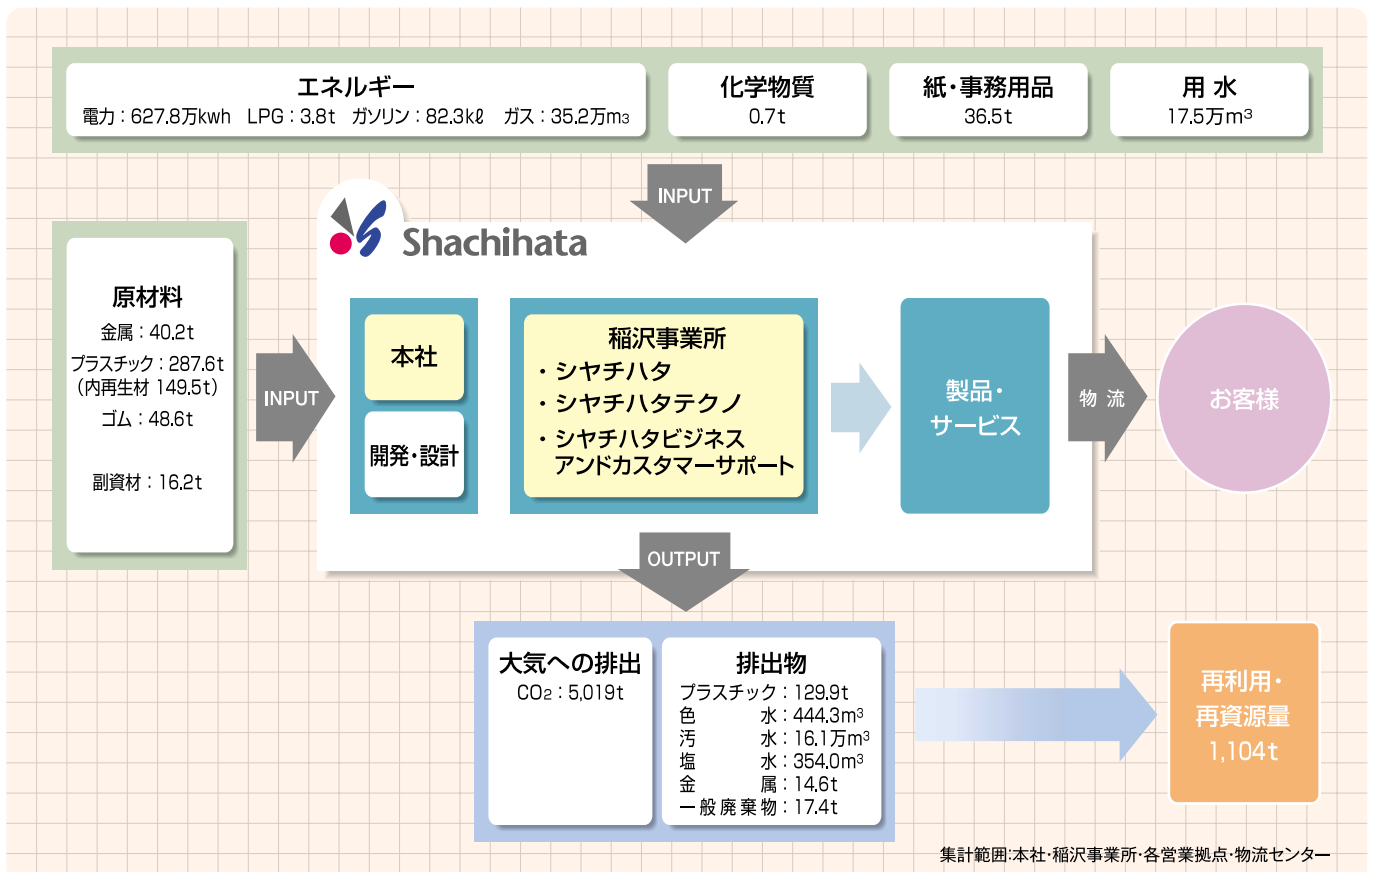 エネルギー
電力：627.8万kwh LPG：3.8t ガソリン：82.3kℓ ガス：35.2万m3
化学物質
0.7t
紙・事務用品
36.5t
用 水
17.5万m³
INPUT
原材料
金属：40.2t
プラスチック：287.6t
（内再生材 149.5t）
ゴム：48.6t
副資材：16.2t
INPUT
Shachihata
本社
開発・設計
稲沢事業所
・シヤチハタ
・シヤチハタテクノ
・シヤチハタビジネス
アンドカスタマーサポート
製品・
サービス
物 流
お客様
OUTPUT
大気への排出
CO2：5,019t
排出物
プラスチック：129.9t
色 水：444.3m³
汚 水：16.1万m³
塩 水：354.0m³
金 属：14.6t
一般廃棄物：17.4t
再利用・
再資源量
1,104t
集計範囲:本社・稲沢事業所・各営業拠点・物流センター